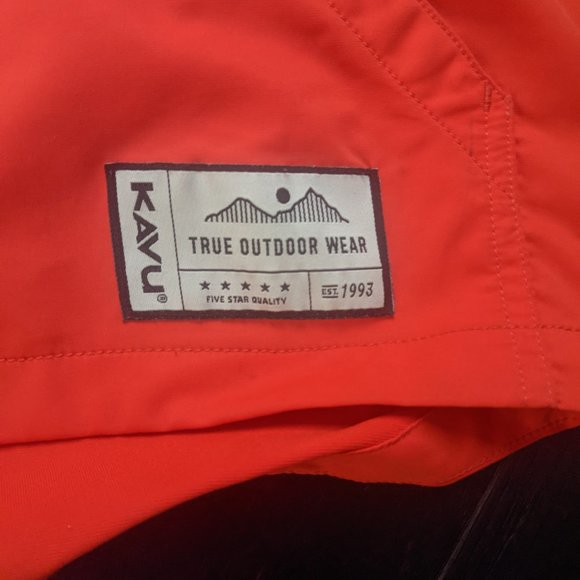 KAVU®
TRUE OUTDOOR WEAR
★ ★ ★ ★ ★
FIVE STAR QUALITY
EST. 1993